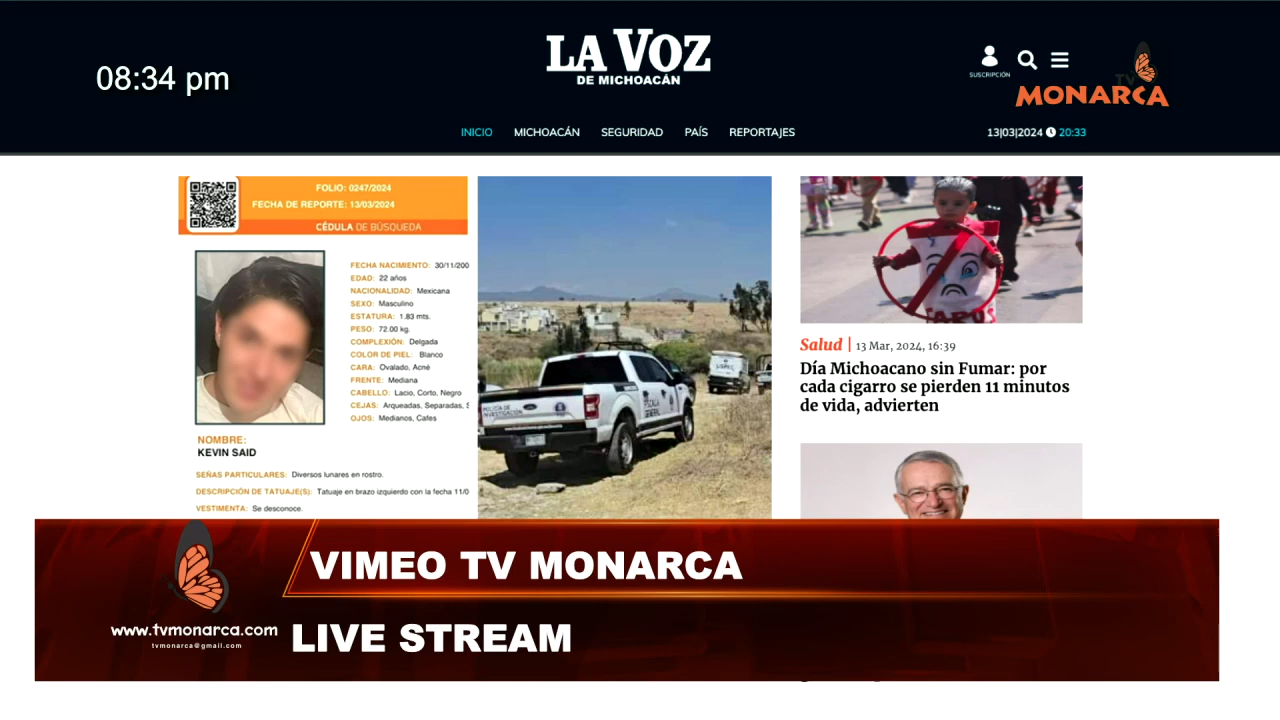 08:34 pm
LA VOZ
DE MICHOACÁN
SUSCRIPCIÓN
TV
MONARCA
INICIO MICHOACÁN SEGURIDAD PAÍS REPORTAJES
13|03|2024 20:33
FOLIO: 0247/2024
FECHA DE REPORTE: 13/03/2024
CÉDULA DE BÚSQUEDA
FECHA NACIMIENTO: 30/11/200
EDAD: 22 años
NACIONALIDAD: Mexicana
SEXO: Masculino
ESTATURA: 1.83 mts.
PESO: 72.00 kg.
COMPLEXIÓN: Delgada
COLOR DE PIEL: Blanco
CARA: Ovalado, Acné
FRENTE: Mediana
CABELLO: Lacio, Corto, Negro
CEJAS: Arqueadas, Separadas,
OJOS: Medianos, Cafes
NOMBRE:
KEVIN SAID
SEÑAS PARTICULARES: Diversos lunares en rostro.
DESCRIPCIÓN DE TATUAJE(S): Tatuaje en brazo izquierdo con la fecha 11/0
VESTIMENTA: Se desconoce.
POLICÍA DE
INVESTIGACIÓN
FISCALÍA
GENERAL
Salud | 13 Mar, 2024, 16:39
Día Michoacano sin Fumar: por
cada cigarro se pierden 11 minutos
de vida, advierten
VIMEO TV MONARCA
LIVE STREAM
www.tvmonarca.com
tvmonarca@gmail.com